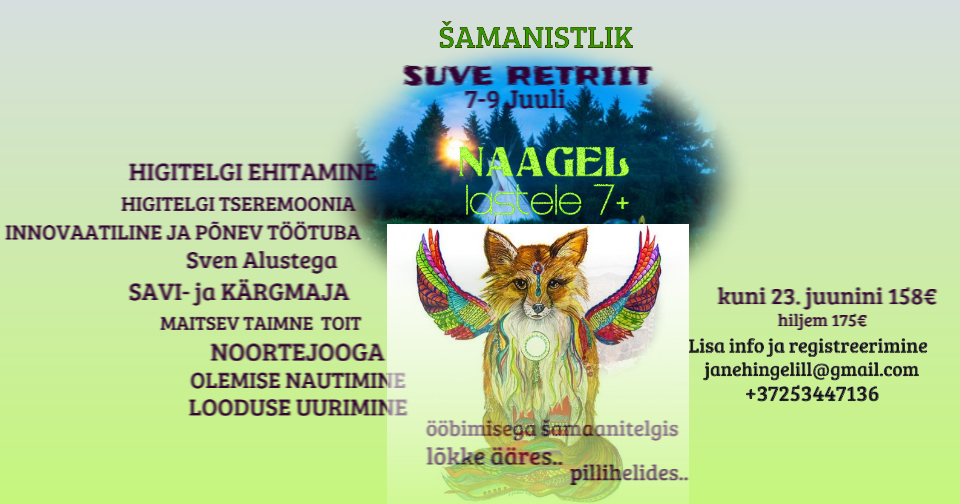 ŠAMANISTLIK
SUVE RETRIIT
7-9 Juuli
NAAGEL
lastele 7+
HIGITELGI EHITAMINE
HIGITELGI TSEREMOONIA
INNOVAATILINE JA PÕNEV TÖÖTUBA
Sven Alustega
SAVI- ja KÄRGMAJA
MAITSEV TAIMNE TOIT
NOORTEJOOGA
OLEMISE NAUTIMINE
LOODUSE UURIMINE
kuni 23. juunini 158€
hiljem 175€
Lisa info ja registreerimine
janehingelill@gmail.com
+37253447136
ööbimisega šamaanitelgis
lõkke ääres..
pillihelides..